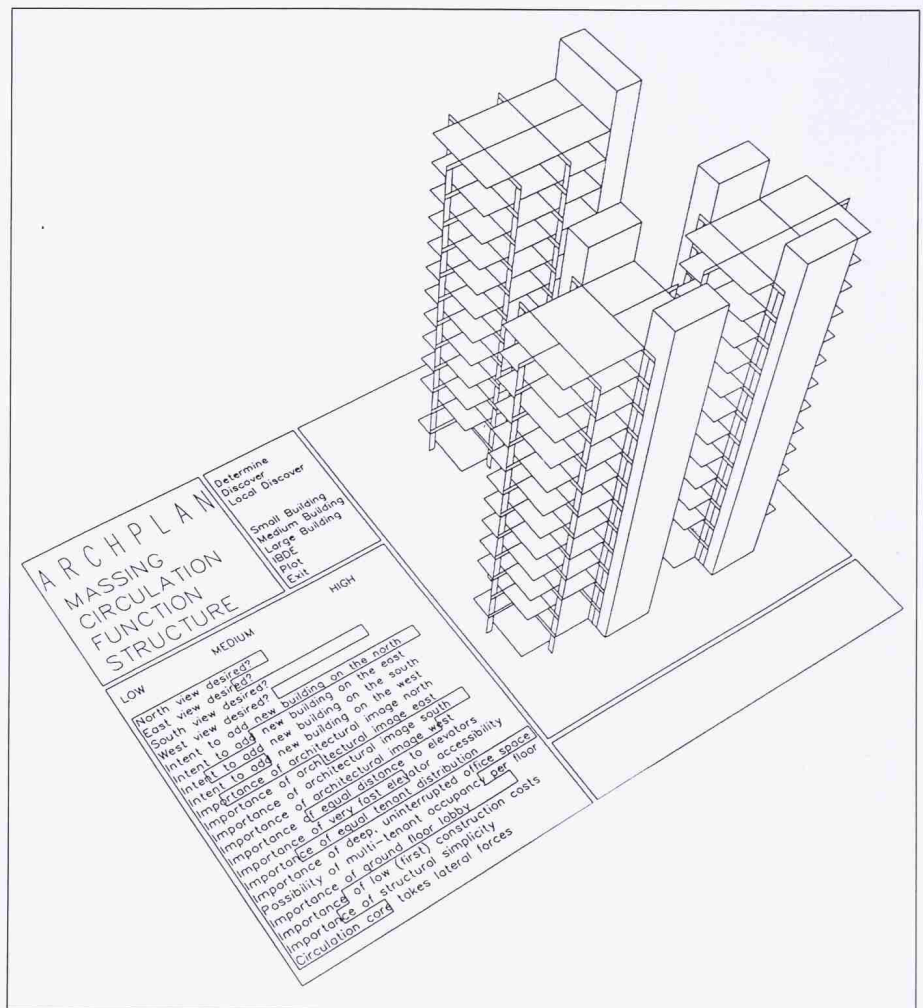 ARCHPLAN
MASSING
CIRCULATION
FUNCTION
STRUCTURE
Determine
Discover
Local Discover
Small Building
Medium Building
Large Building
IBDE
Plot
Exit
LOW MEDIUM HIGH
North view desired?
East view desired?
South view desired?
West view desired?
Intent to add new building on the north
Intent to add new building on the east
Intent to add new building on the south
Intent to add new building on the west
Importance of architectural image north
Importance of architectural image east
Importance of architectural image south
Importance of architectural image west
Importance if equal distance to elevators
Importance of very fast elevator accessibility
Importance of equal tenant distribution
Importance of deep, uninterrupted office space
Possibility of multi-tenant occupancy per floor
Importance of ground floor lobby
Importance of low (first) construction costs
Importance of structural simplicity
Circulation core takes lateral forces